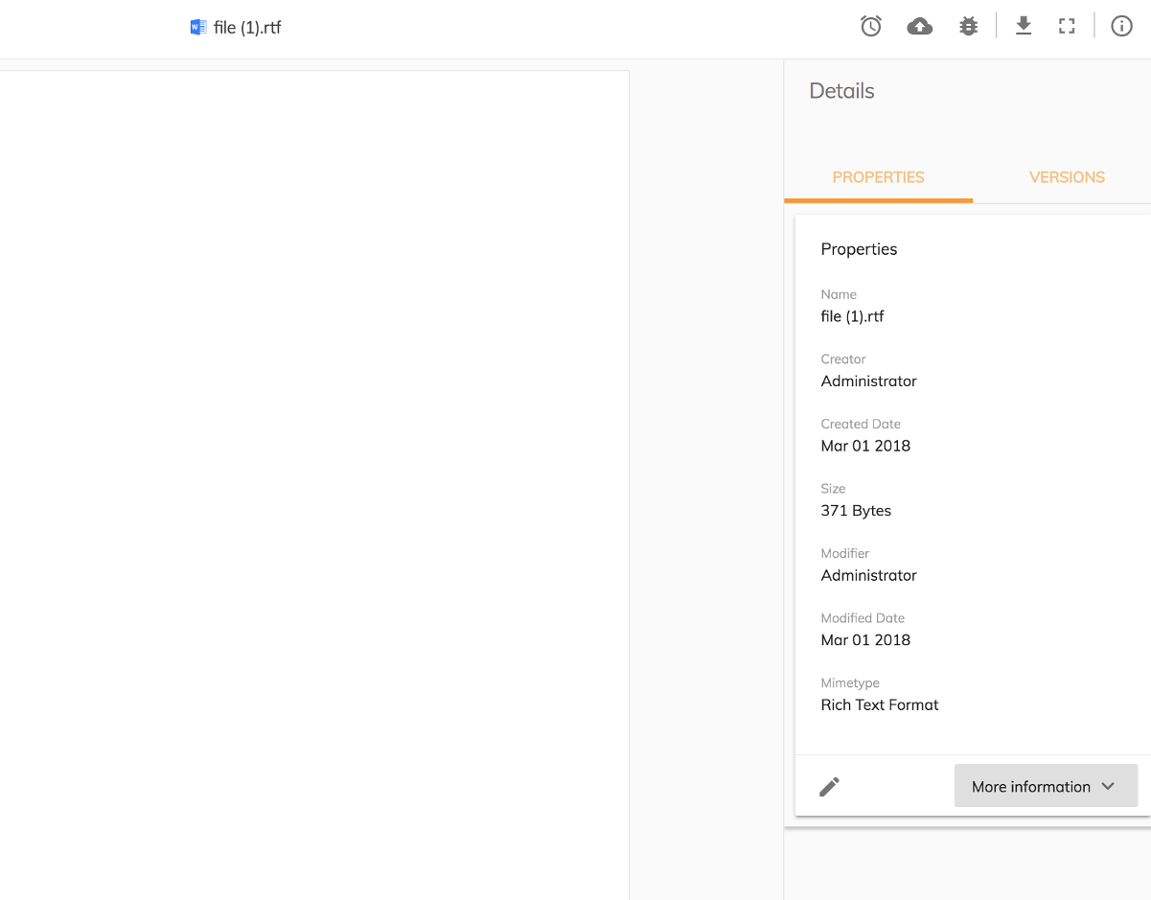 file (1).rtf
Details
PROPERTIES VERSIONS
Properties
Name
file (1).rtf
Creator
Administrator
Created Date
Mar 01 2018
Size
371 Bytes
Modifier
Administrator
Modified Date
Mar 01 2018
Mimetype
Rich Text Format
More information